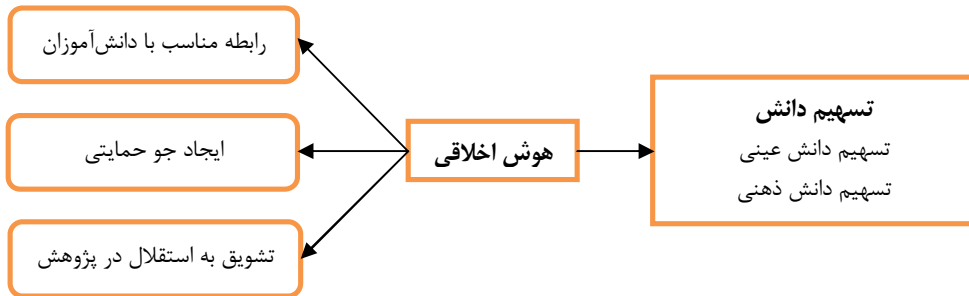 تسهیم دانش
تسهیم دانش عینی
تسهیم دانش ذهنی
هوش اخلاقی
رابطه مناسب با دانش‌آموزان
ایجاد جو حمایتی
تشویق به استقلال در پژوهش